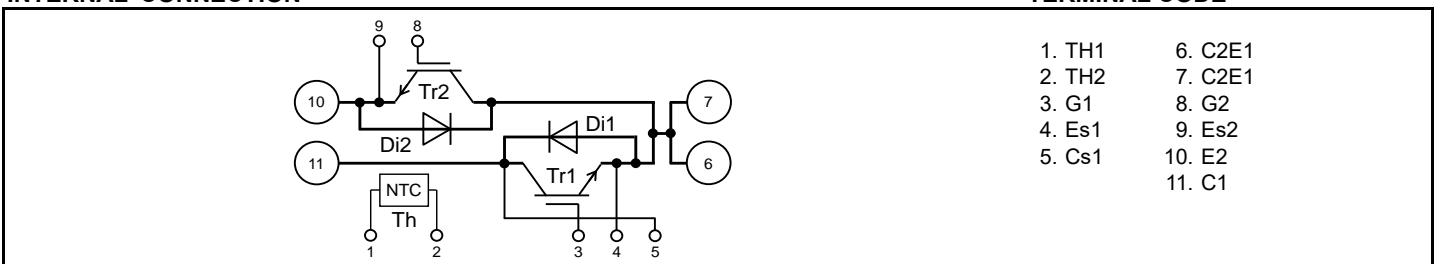 INTERNAL CONNECTION
TERMINAL CODE
9 8
10
Tr2
7
Di2
Di1
11
Tr1
6
NTC
Th
1 2 3 4 5
1. TH1 6. C2E1
2. TH2 7. C2E1
3. G1 8. G2
4. Es1 9. Es2
5. Cs1 10. E2
11. C1